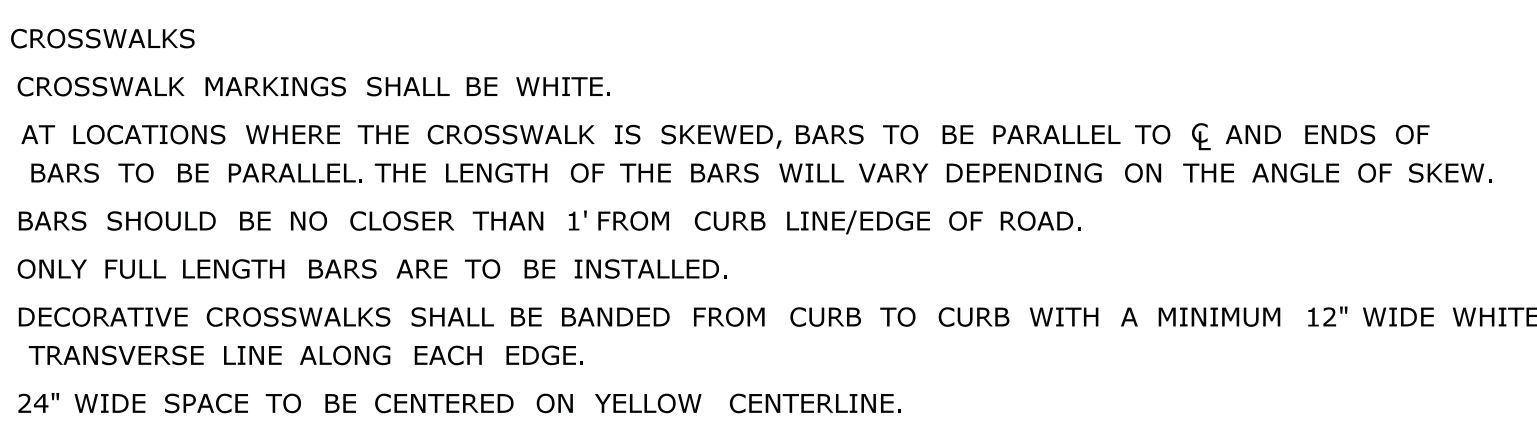 CROSSWALKS
CROSSWALK MARKINGS SHALL BE WHITE.
AT LOCATIONS WHERE THE CROSSWALK IS SKEWED, BARS TO BE PARALLEL TO ℄ AND ENDS OF
BARS TO BE PARALLEL. THE LENGTH OF THE BARS WILL VARY DEPENDING ON THE ANGLE OF SKEW.
BARS SHOULD BE NO CLOSER THAN 1' FROM CURB LINE/EDGE OF ROAD.
ONLY FULL LENGTH BARS ARE TO BE INSTALLED.
DECORATIVE CROSSWALKS SHALL BE BANDED FROM CURB TO CURB WITH A MINIMUM 12" WIDE WHITE
TRANSVERSE LINE ALONG EACH EDGE.
24" WIDE SPACE TO BE CENTERED ON YELLOW CENTERLINE.